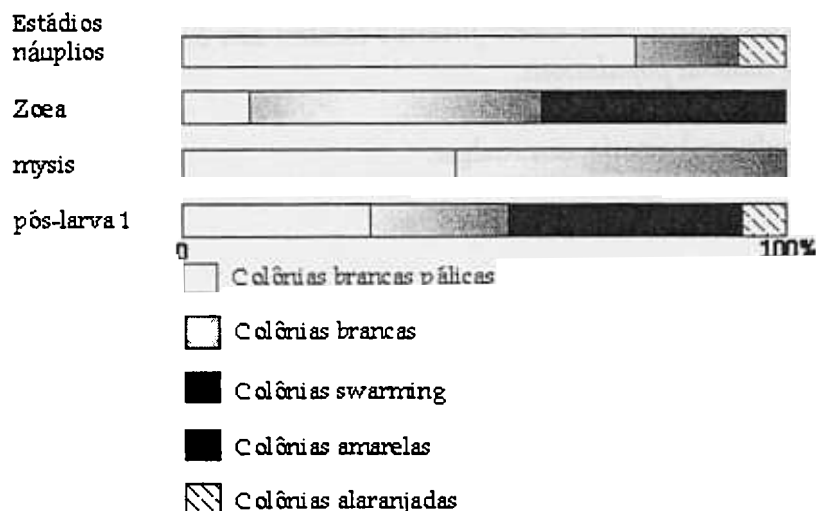 Estádios
náuplios
Zoea
mysis
pós-larva 1
0 100%
Colônias brancas pálicas
Colônias brancas
Colônias swarming
Colônias amarelas
Colônias alaranjadas